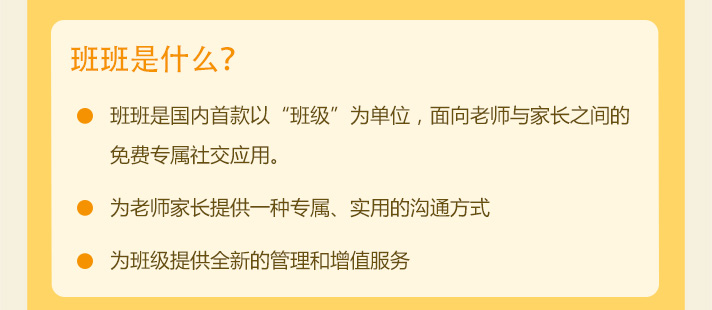 班班是什么？
班班是国内首款以“班级”为单位，面向老师与家长之间的
免费专属社交应用。
为老师家长提供一种专属、实用的沟通方式
为班级提供全新的管理和增值服务